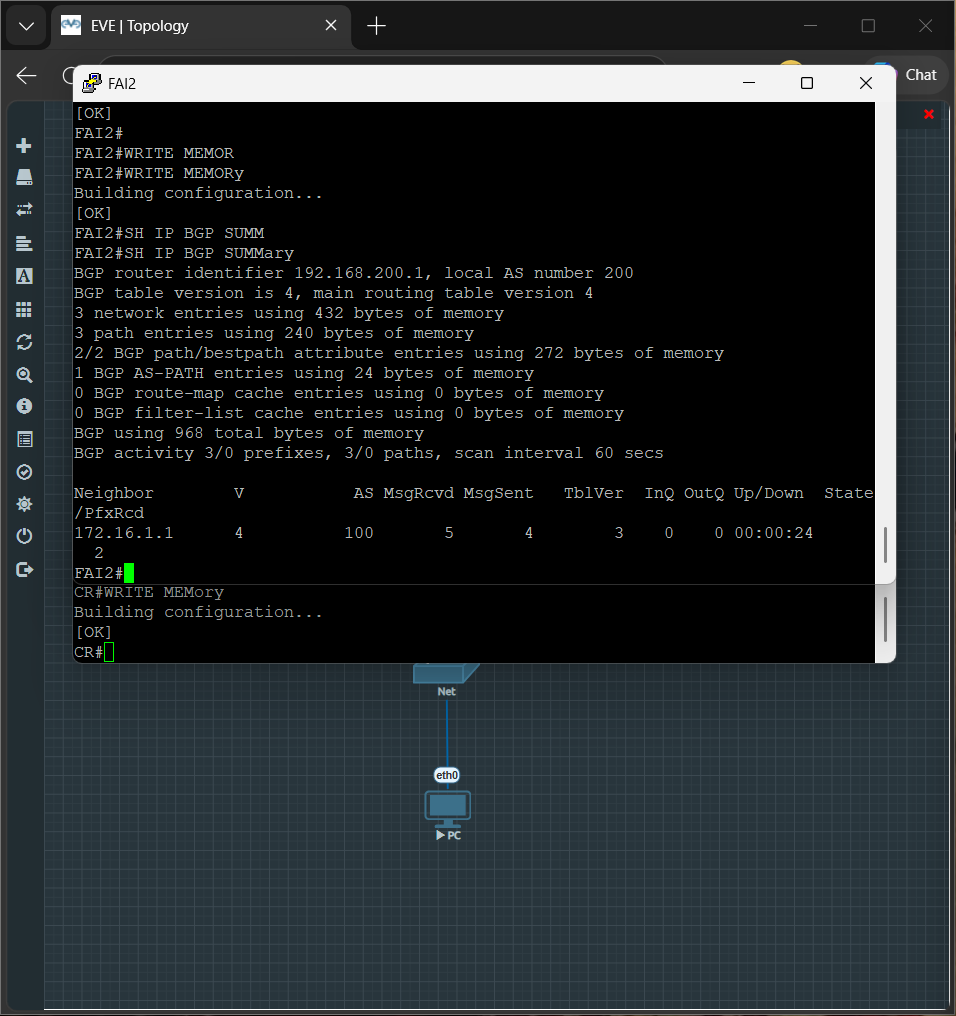 EVE | Topology
Chat
FAI2
[OK]
FAI2#
FAI2#WRITE MEMOR
FAI2#WRITE MEMORy
Building configuration...
[OK]
FAI2#SH IP BGP SUMM
FAI2#SH IP BGP SUMMary
BGP router identifier 192.168.200.1, local AS number 200
BGP table version is 4, main routing table version 4
3 network entries using 432 bytes of memory
3 path entries using 240 bytes of memory
2/2 BGP path/bestpath attribute entries using 272 bytes of memory
1 BGP AS-PATH entries using 24 bytes of memory
0 BGP route-map cache entries using 0 bytes of memory
0 BGP filter-list cache entries using 0 bytes of memory
BGP using 968 total bytes of memory
BGP activity 3/0 prefixes, 3/0 paths, scan interval 60 secs
Neighbor V AS MsgRcvd MsgSent TblVer InQ OutQ Up/Down State
/PfxRcd
172.16.1.1 4 100 5 4 3 0 0 00:00:24
2
FAI2#
CR#WRITE MEMory
Building configuration...
[OK]
CR#
Net
eth0
PC